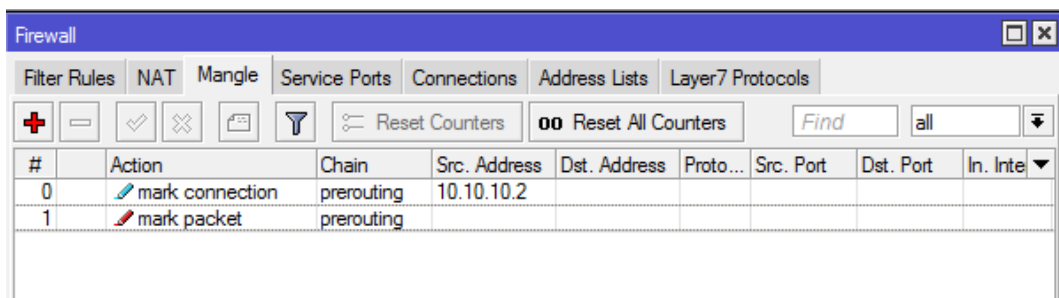 Firewall
Filter Rules NAT Mangle Service Ports Connections Address Lists Layer7 Protocols
Reset Counters 00 Reset All Counters Find all
# Action Chain Src. Address Dst. Address Proto... Src. Port Dst. Port In. Inte
0 mark connection prerouting 10.10.10.2
1 mark packet prerouting